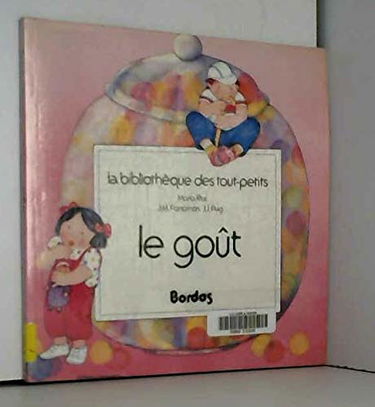 la bibliothèque des tout-petits
María Rius
J.M. Parramón J.J. Puig
le goût
Bordas